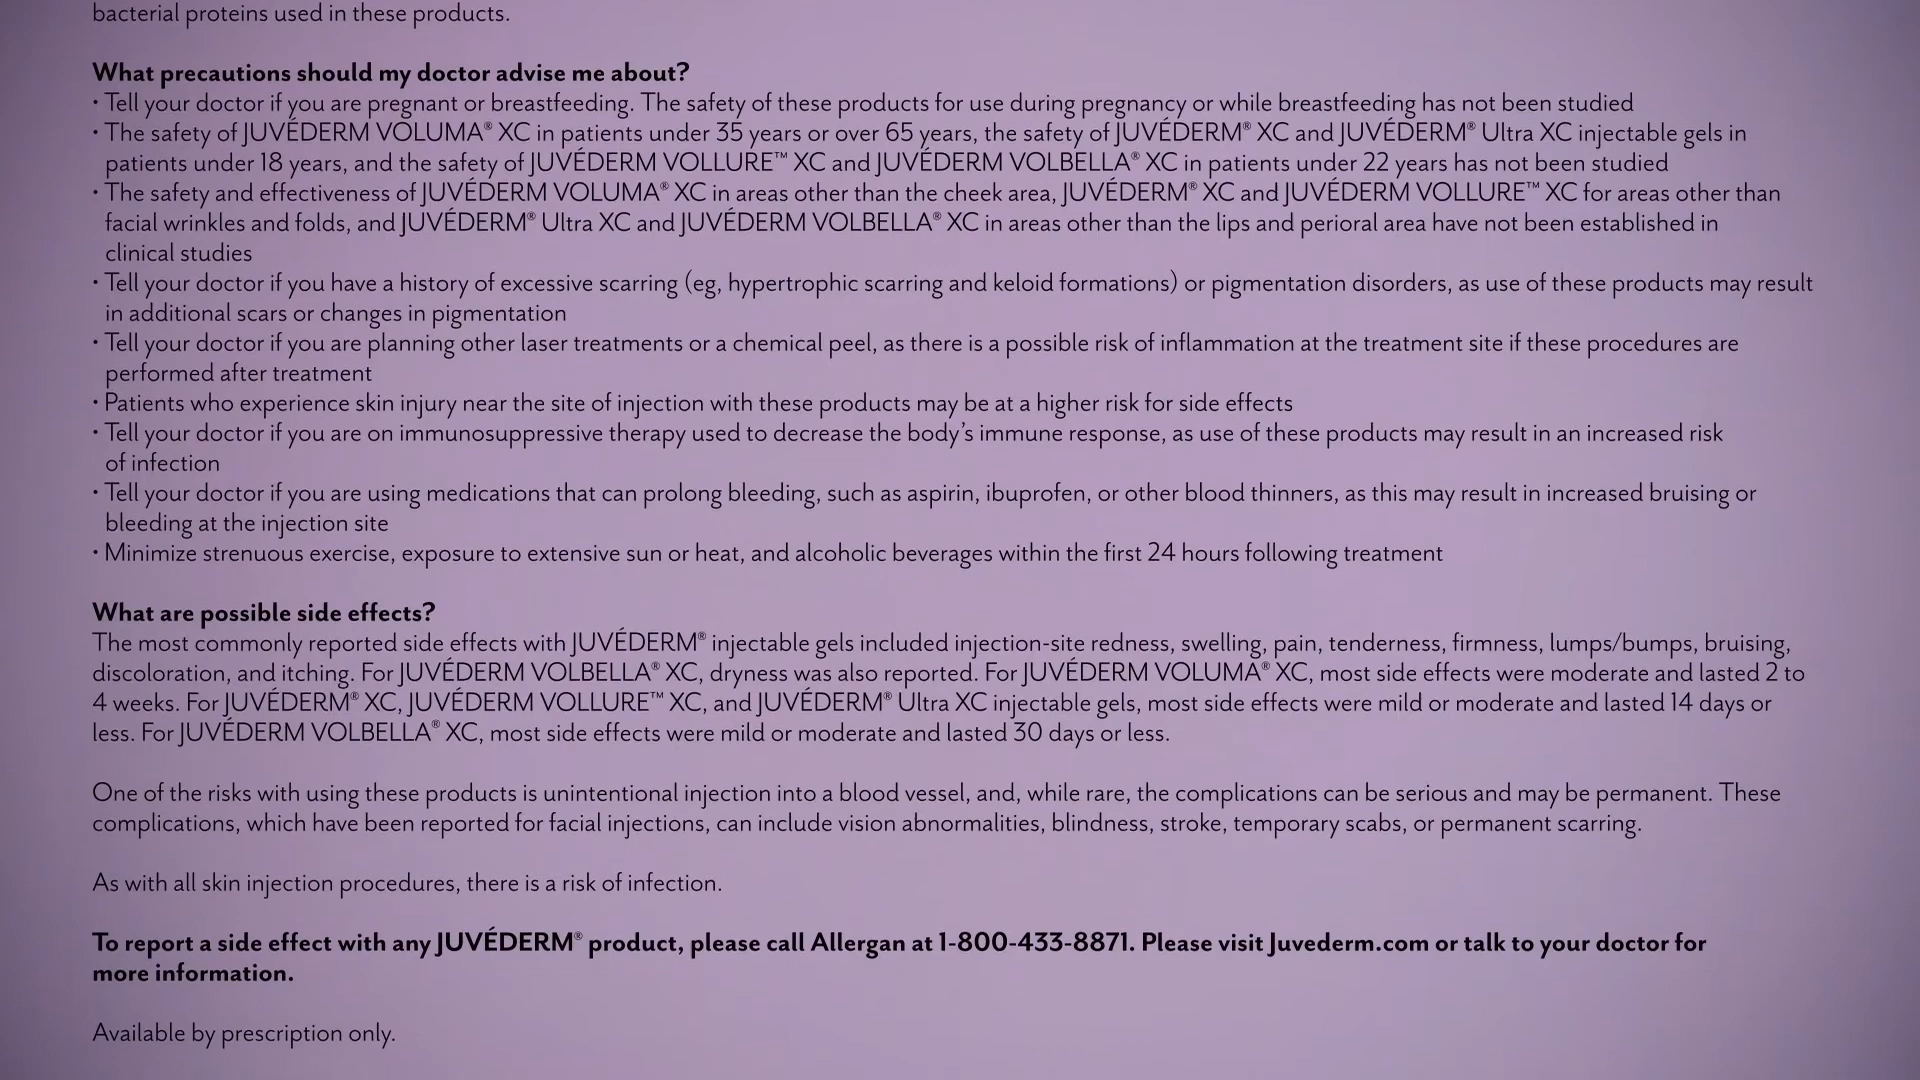 bacterial proteins used in these products.
What precautions should my doctor advise me about?
• Tell your doctor if you are pregnant or breastfeeding. The safety of these products for use during pregnancy or while breastfeeding has not been studied
• The safety of JUVÉDERM VOLUMA® XC in patients under 35 years or over 65 years, the safety of JUVÉDERM® XC and JUVÉDERM® Ultra XC injectable gels in
patients under 18 years, and the safety of JUVÉDERM VOLLURE™ XC and JUVÉDERM VOLBELLA® XC in patients under 22 years has not been studied
• The safety and effectiveness of JUVÉDERM VOLUMA® XC in areas other than the cheek area, JUVÉDERM® XC and JUVÉDERM VOLLURE™ XC for areas other than
facial wrinkles and folds, and JUVÉDERM® Ultra XC and JUVÉDERM VOLBELLA® XC in areas other than the lips and perioral area have not been established in
clinical studies
• Tell your doctor if you have a history of excessive scarring (eg, hypertrophic scarring and keloid formations) or pigmentation disorders, as use of these products may result
in additional scars or changes in pigmentation
• Tell your doctor if you are planning other laser treatments or a chemical peel, as there is a possible risk of inflammation at the treatment site if these procedures are
performed after treatment
• Patients who experience skin injury near the site of injection with these products may be at a higher risk for side effects
• Tell your doctor if you are on immunosuppressive therapy used to decrease the body's immune response, as use of these products may result in an increased risk
of infection
• Tell your doctor if you are using medications that can prolong bleeding, such as aspirin, ibuprofen, or other blood thinners, as this may result in increased bruising or
bleeding at the injection site
• Minimize strenuous exercise, exposure to extensive sun or heat, and alcoholic beverages within the first 24 hours following treatment
What are possible side effects?
The most commonly reported side effects with JUVÉDERM® injectable gels included injection-site redness, swelling, pain, tenderness, firmness, lumps/bumps, bruising,
discoloration, and itching. For JUVÉDERM VOLBELLA® XC, dryness was also reported. For JUVÉDERM VOLUMA® XC, most side effects were moderate and lasted 2 to
4 weeks. For JUVÉDERM® XC, JUVÉDERM VOLLURE™ XC, and JUVÉDERM® Ultra XC injectable gels, most side effects were mild or moderate and lasted 14 days or
less. For JUVÉDERM VOLBELLA® XC, most side effects were mild or moderate and lasted 30 days or less.
One of the risks with using these products is unintentional injection into a blood vessel, and, while rare, the complications can be serious and may be permanent. These
complications, which have been reported for facial injections, can include vision abnormalities, blindness, stroke, temporary scabs, or permanent scarring.
As with all skin injection procedures, there is a risk of infection.
To report a side effect with any JUVÉDERM® product, please call Allergan at 1-800-433-8871. Please visit Juvederm.com or talk to your doctor for
more information.
Available by prescription only.